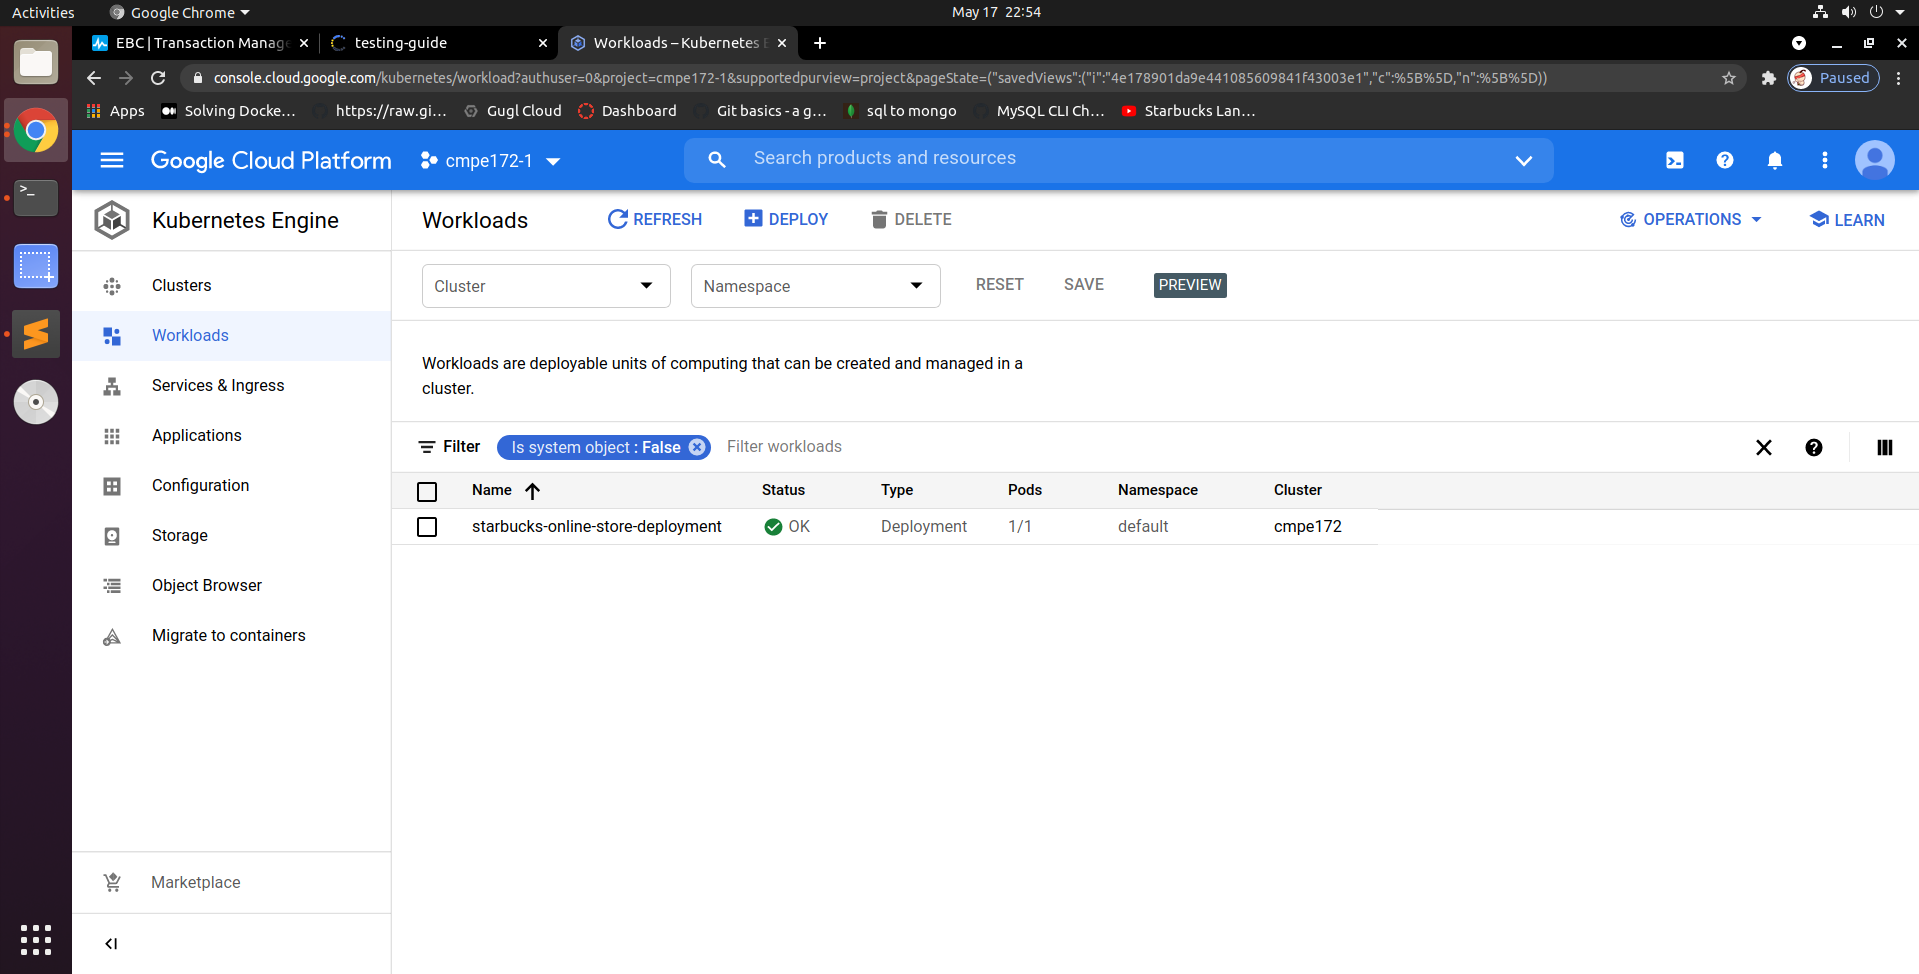 Activities
Google Chrome
May 17 22:54
EBC | Transaction Manage
testing-guide
Workloads – Kubernetes E
console.cloud.google.com/kubernetes/workload?authuser=0&project=cmpe172-1&supportedpurview=project&pageState=("savedViews":("i":"4e178901da9e441085609841f43003e1","c":%5B%5D,"n":%5B%5D))
Paused
Apps
Solving Docke...
https://raw.gi...
Gugl Cloud
Dashboard
Git basics - a g...
sql to mongo
MySQL CLI Ch...
Starbucks Lan...
Google Cloud Platform
cmpe172-1
Search products and resources
Kubernetes Engine
Workloads
REFRESH
DEPLOY
DELETE
OPERATIONS
LEARN
Clusters
Workloads
Services & Ingress
Applications
Configuration
Storage
Object Browser
Migrate to containers
Marketplace
Cluster
Namespace
RESET
SAVE
PREVIEW
Workloads are deployable units of computing that can be created and managed in a
cluster.
Filter
Is system object : False
Filter workloads
Name Status Type Pods Namespace Cluster
starbucks-online-store-deployment OK Deployment 1/1 default cmpe172